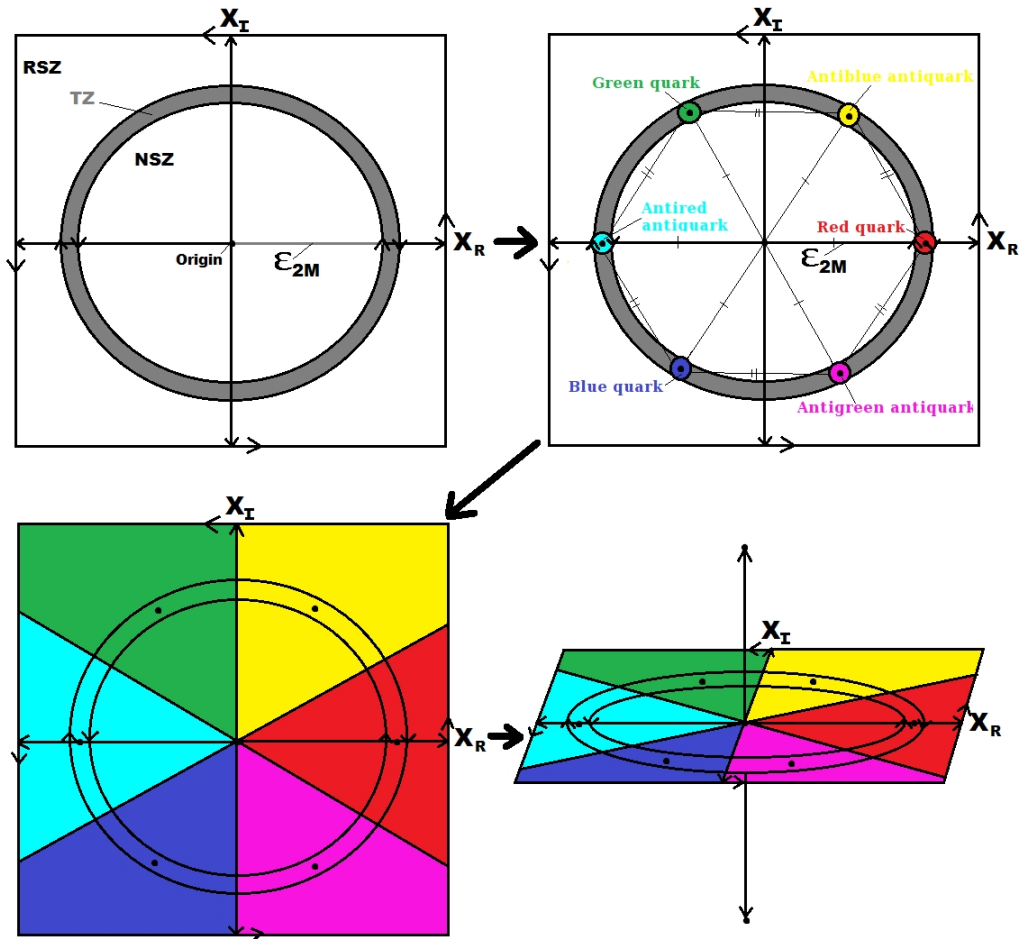 X_I
RSZ
TZ
NSZ
Origin
ε_2M
X_R
X_I
Green quark
Antiblue antiquark
Antired
antiquark
Red quark
ε_2M
X_R
Blue quark
Antigreen antiquark
X_I
X_R
X_I
X_R